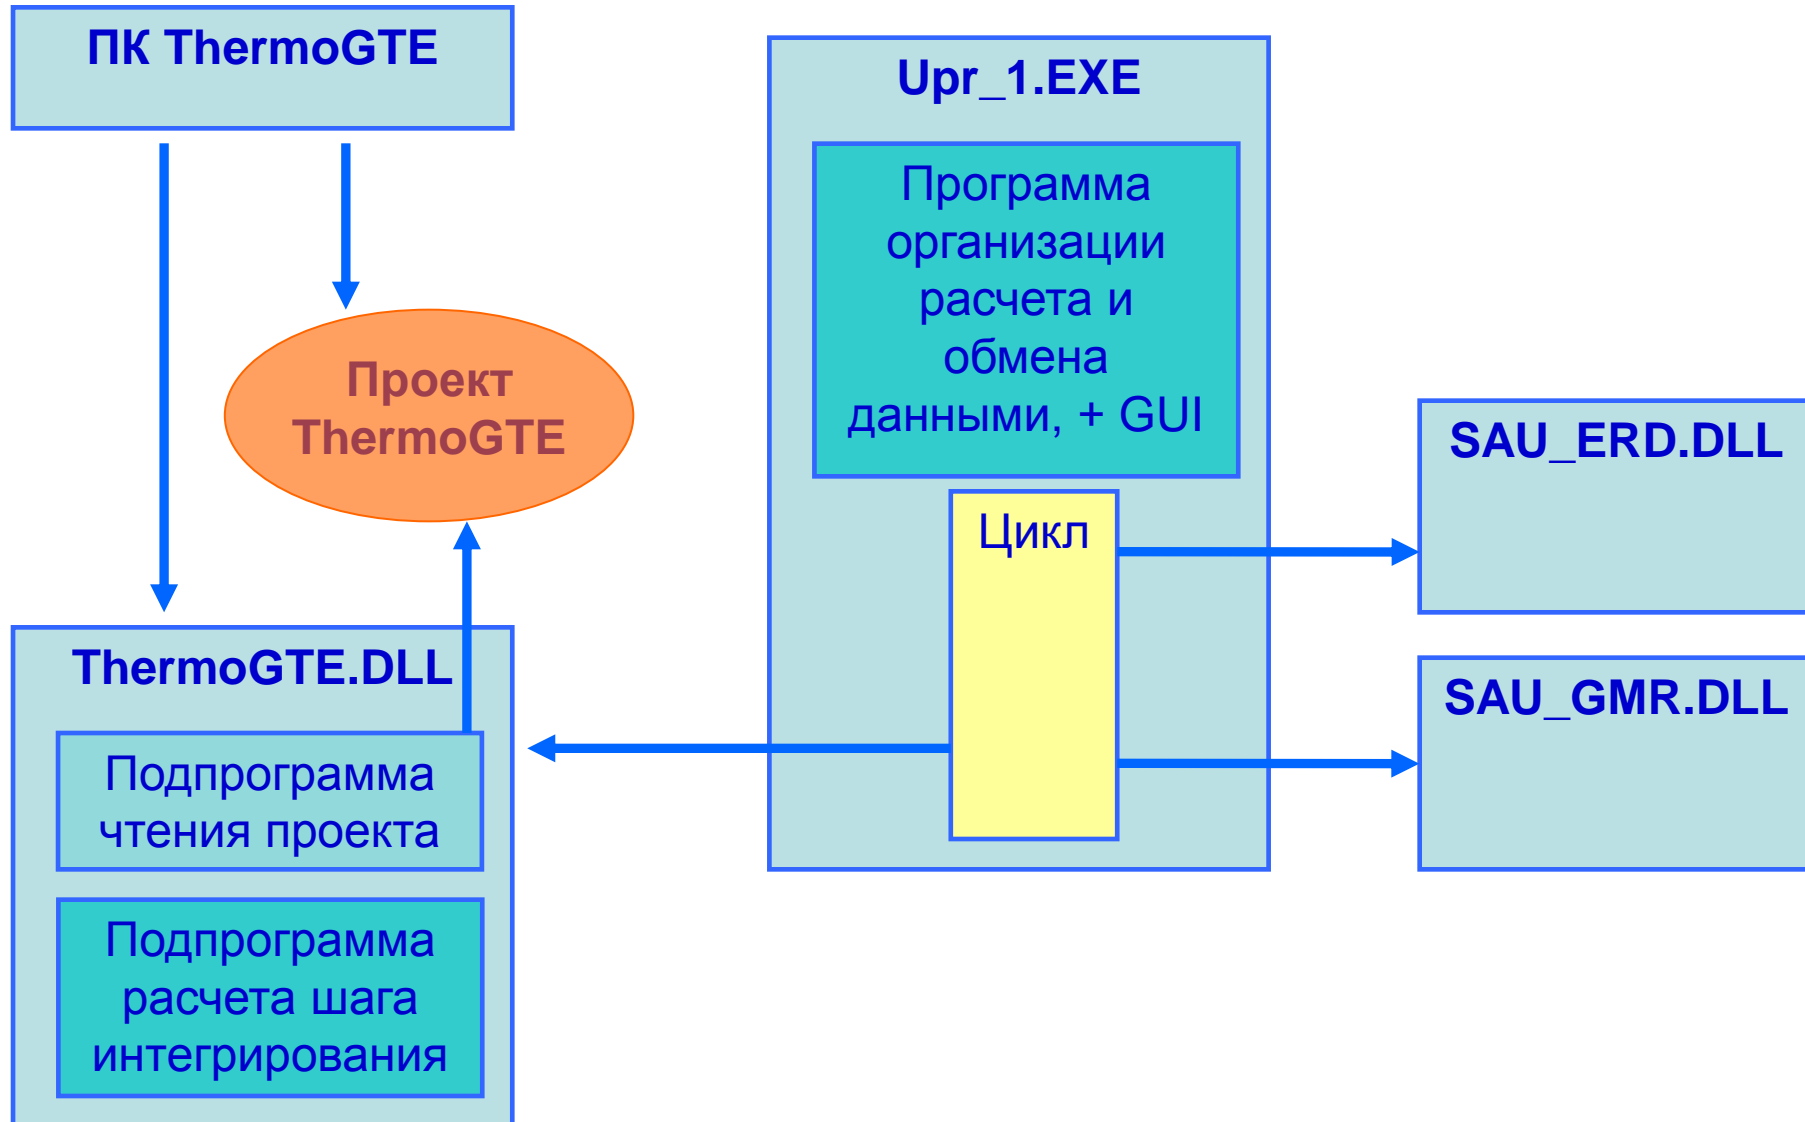 ПК ThermoGTE
Проект
ThermoGTE
ThermoGTE.DLL
Подпрограмма
чтения проекта
Подпрограмма
расчета шага
интегрирования
Upr_1.EXE
Программа
организации
расчета и
обмена
данными, + GUI
Цикл
SAU_ERD.DLL
SAU_GMR.DLL